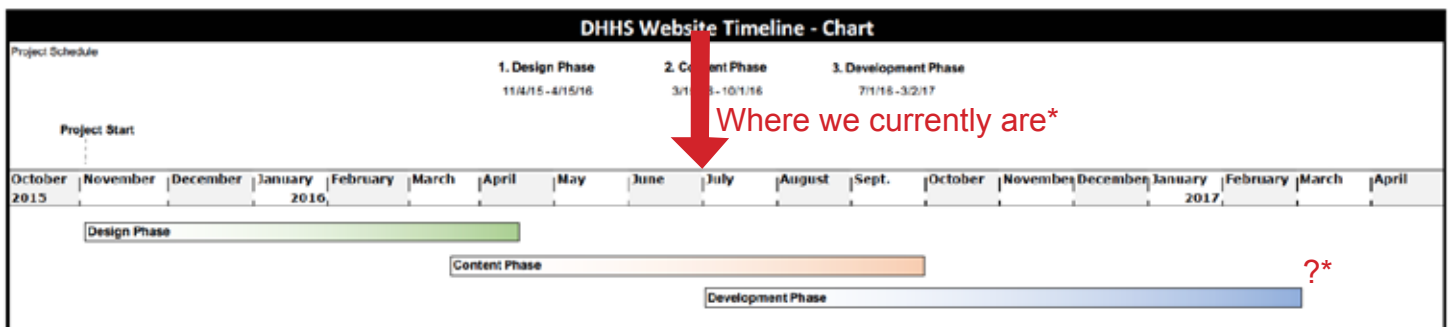 DHHS Website Timeline - Chart
Project Schedule
1. Design Phase 2. Content Phase 3. Development Phase
11/4/15 - 4/15/16 - 10/1/16 7/1/16 - 3/2/17
Where we currently are*
Project Start
October November December January February March April May June July August Sept. October November December January February March April
2015 2016 2017
Design Phase
Content Phase
?*
Development Phase